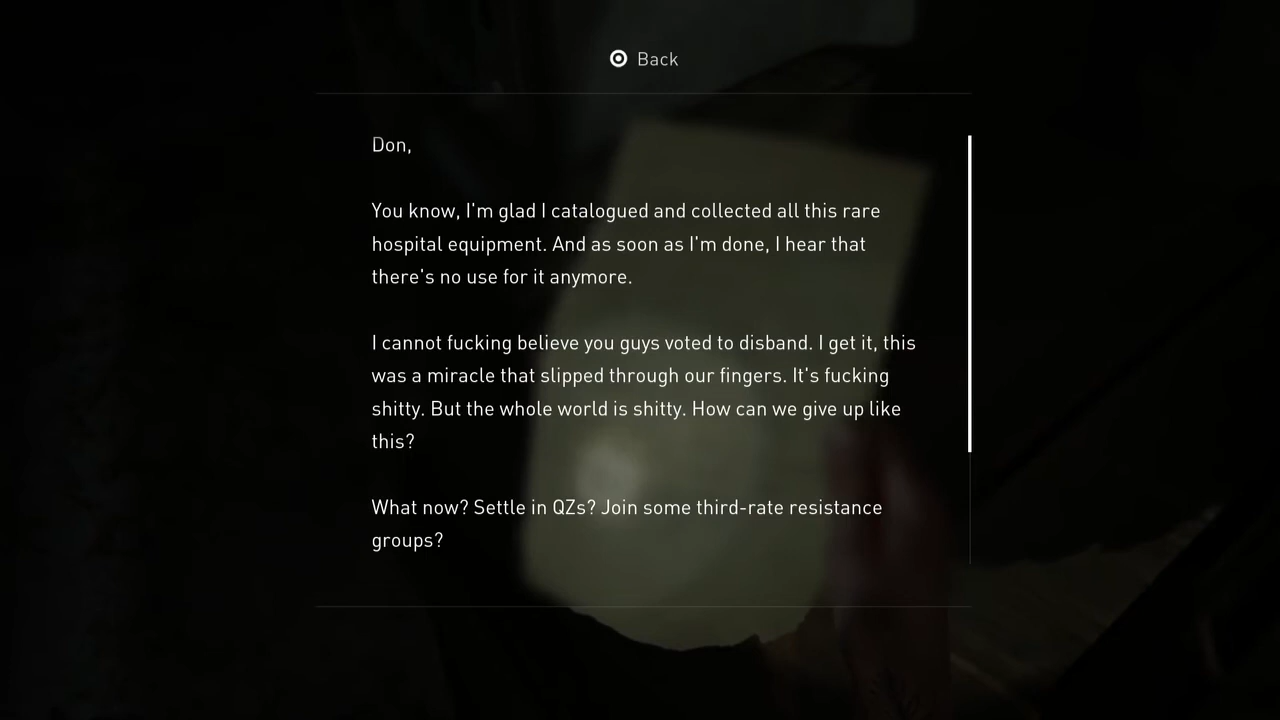 Back
Don,
You know, I'm glad I catalogued and collected all this rare
hospital equipment. And as soon as I'm done, I hear that
there's no use for it anymore.
I cannot fucking believe you guys voted to disband. I get it, this
was a miracle that slipped through our fingers. It's fucking
shitty. But the whole world is shitty. How can we give up like
this?
What now? Settle in QZs? Join some third-rate resistance
groups?